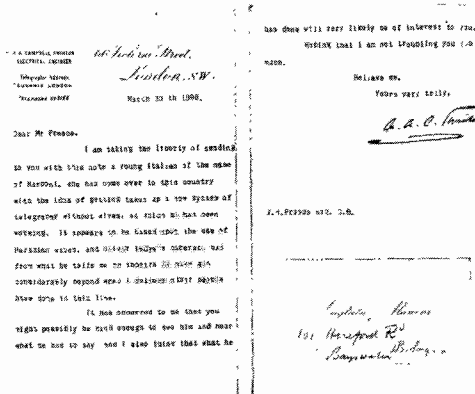 A A CAMPBELL SWINTON
ELECTRICAL ENGINEER
66 Victoria Street,
London, S.W.
Telegraphic Address
March 30th 1896.
Dear Mr Preece,
I am taking the liberty of sending
to you with this note a young Italian of the name
of Marconi, who has come over to this country
with the idea of getting taken up a new system of
telegraphy without wires, at which he has been
working. It appears to be based upon the use of
Hertzian waves, and Oliver Lodge's coherer, but
from what he tells me he appears to have got
considerably beyond what I believe other people
have done in this line.
It has occurred to me that you
might possibly be kind enough to see him and hear
what he has to say and I also think that what he
has done will very likely be of interest to you.
Hoping that I am not troubling you too
much.
Believe me,
Yours very truly,
A. A. C. Swinton
W.H.Preece Esq. C.B.
101 Hereford Rd
Bayswater